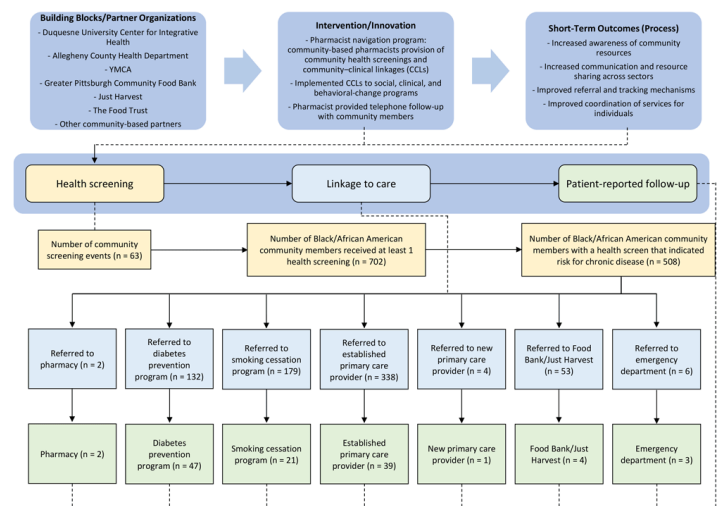 Building Blocks/Partner Organizations
- Duquesne University Center for Integrative
Health
- Allegheny County Health Department
- YMCA
- Greater Pittsburgh Community Food Bank
- Just Harvest
- The Food Trust
- Other community-based partners
Intervention/Innovation
- Pharmacist navigation program:
community-based pharmacists provision of
community health screenings and
community–clinical linkages (CCLs)
- Implemented CCLs to social, clinical, and
behavioral-change programs
- Pharmacist provided telephone follow-up
with community members
Short-Term Outcomes (Process)
- Increased awareness of community
resources
- Increased communication and resource
sharing across sectors
- Improved referral and tracking mechanisms
- Improved coordination of services for
individuals
Health screening
Linkage to care
Patient-reported follow-up
Number of community
screening events (n = 63)
Number of Black/African American
community members received at least 1
health screening (n = 702)
Number of Black/African American community
members with a health screen that indicated
risk for chronic disease (n = 508)
Referred to
pharmacy (n = 2)
Referred to
diabetes
prevention
program (n = 132)
Referred to
smoking cessation
program (n = 179)
Referred to
established
primary care
provider (n = 338)
Referred to new
primary care
provider (n = 4)
Referred to Food
Bank/Just Harvest
(n = 53)
Referred to
emergency
department (n = 6)
Pharmacy (n = 2)
Diabetes
prevention
program (n = 47)
Smoking cessation
program (n = 21)
Established
primary care
provider (n = 39)
New primary care
provider (n = 1)
Food Bank/Just
Harvest (n = 4)
Emergency
department (n = 3)